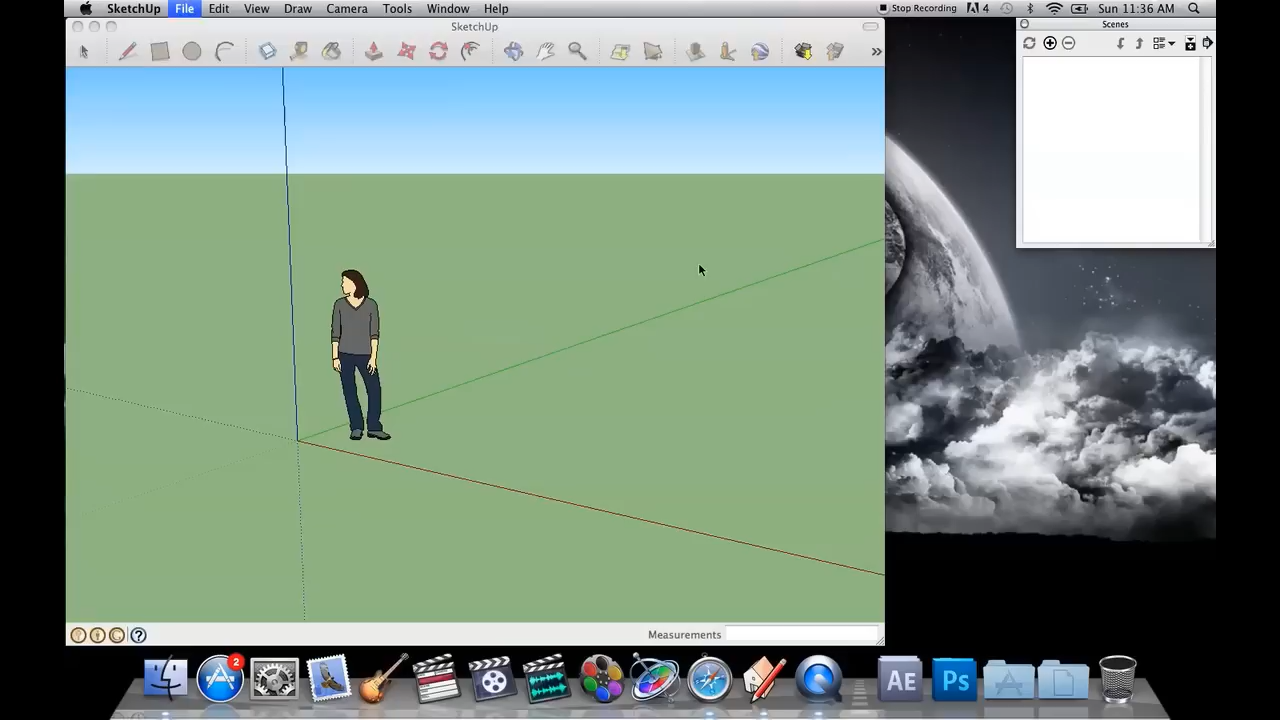 SketchUp File Edit View Draw Camera Tools Window Help Stop Recording 4 Sun 11:36 AM
SketchUp
Scenes
Measurements
2
AE Ps